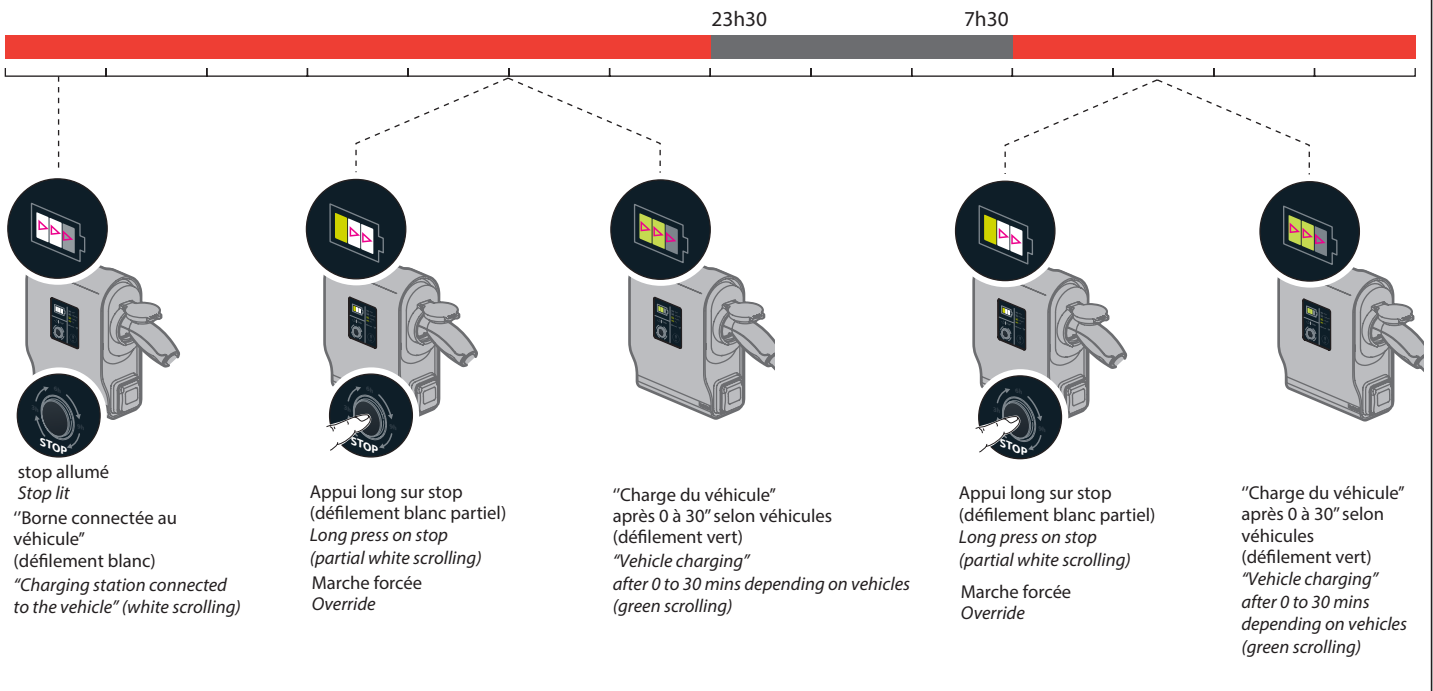 23h30
7h30
STOP
STOP
STOP
stop allumé
Stop lit
‘’Borne connectée au
véhicule”
(défilement blanc)
“Charging station connected
to the vehicle” (white scrolling)
Appui long sur stop
(défilement blanc partiel)
Long press on stop
(partial white scrolling)
Marche forcée
Override
‘’Charge du véhicule”
après 0 à 30” selon véhicules
(défilement vert)
“Vehicle charging”
after 0 to 30 mins depending on vehicles
(green scrolling)
Appui long sur stop
(défilement blanc partiel)
Long press on stop
(partial white scrolling)
Marche forcée
Override
‘’Charge du véhicule”
après 0 à 30” selon
véhicules
(défilement vert)
“Vehicle charging”
after 0 to 30 mins
depending on vehicles
(green scrolling)